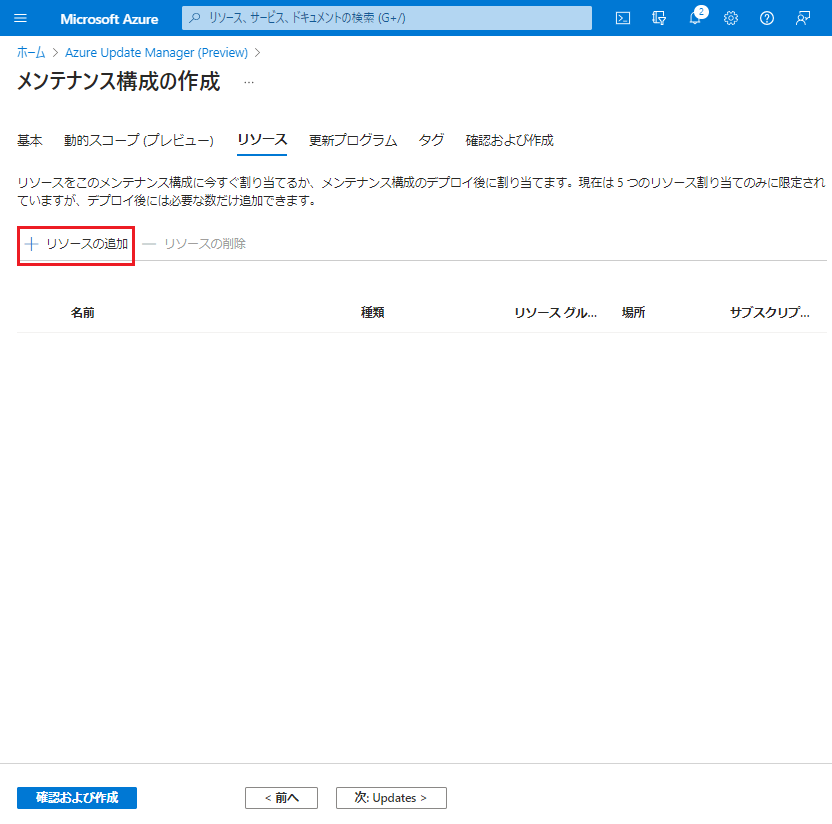 Microsoft Azure
リソース、サービス、ドキュメントの検索 (G+/)
2
ホーム > Azure Update Manager (Preview) >
メンテナンス構成の作成 ...
基本 動的スコープ (プレビュー) リソース 更新プログラム タグ 確認および作成
リソースをこのメンテナンス構成に今すぐ割り当てるか、メンテナンス構成のデプロイ後に割り当てます。現在は 5 つのリソース割り当てのみに限定され
ていますが、デプロイ後には必要な数だけ追加できます。
+ リソースの追加 — リソースの削除
名前 種類 リソース グル... 場所 サブスクリプ...
確認および作成 < 前へ 次: Updates >